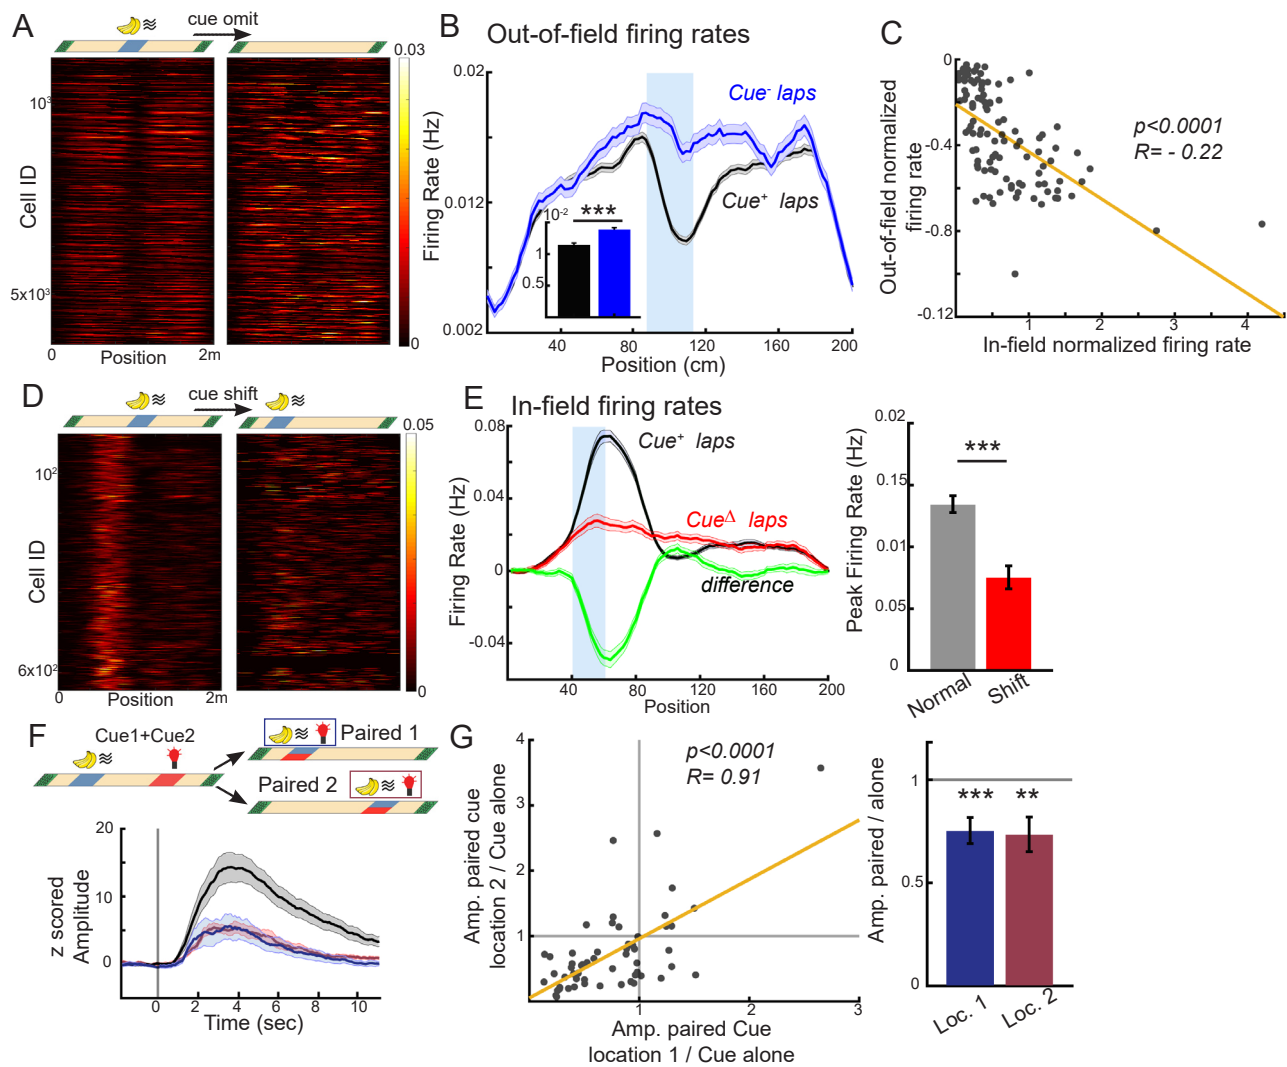 A
cue omit
0.03
10³
Cell ID
5x10³
0
Position
2m
Firing Rate (Hz)
0
B
Out-of-field firing rates
0.02
0.012
0.002
Cue- laps
Cue+ laps
10-2
***
1
0.5
40
80
120
160
200
Position (cm)
C
0
-0.4
-0.8
-0.12
Out-of-field normalized
firing rate
p<0.0001
R= - 0.22
1
2
3
4
In-field normalized firing rate
D
cue shift
0.05
10²
Cell ID
6x10²
0
Position
2m
0
E
In-field firing rates
0.08
0.04
0
-0.04
Firing Rate (Hz)
Cue+ laps
CueΔ laps
difference
40
80
120
160
200
Position
0.02
0.15
0.01
0.05
0
Peak Firing Rate (Hz)
***
Normal
Shift
F
Cue1+Cue2
Paired 1
Paired 2
20
10
0
z scored
Amplitude
0
2
4
6
8
10
Time (sec)
G
4
3
2
1
Amp. paired cue
location 2 / Cue alone
p<0.0001
R= 0.91
1
2
3
Amp. paired Cue
location 1 / Cue alone
Amp. paired / alone
1
0.5
0
***
**
Loc. 1
Loc. 2